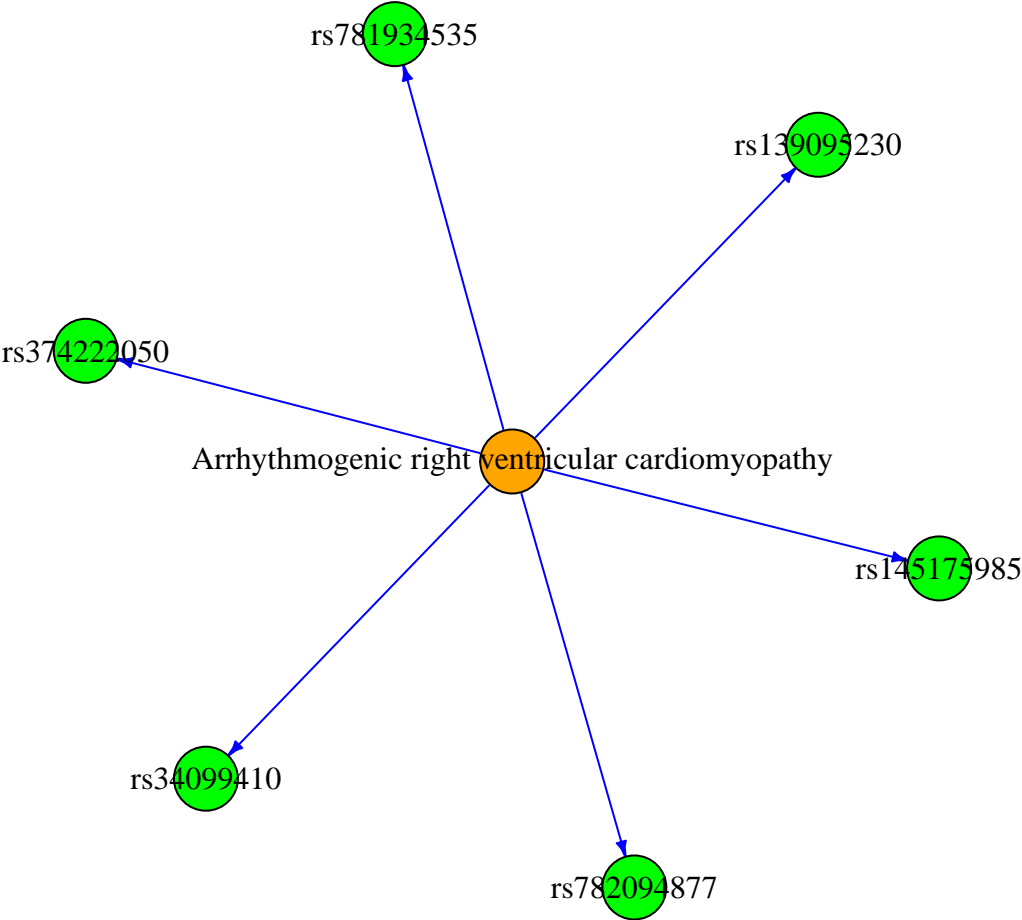 rs781934535
rs139095230
rs374222050
Arrhythmogenic right ventricular cardiomyopathy
rs145175985
rs34099410
rs782094877